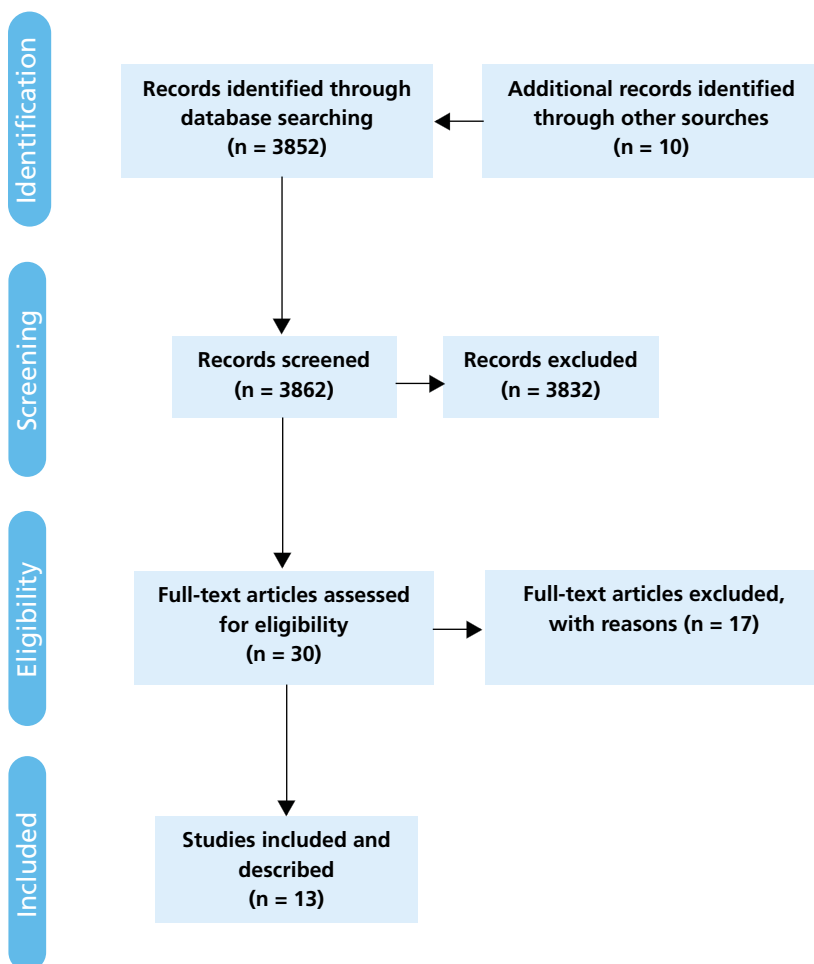 Identification
Records identified through
database searching
(n = 3852)
Additional records identified
through other sourches
(n = 10)
Screening
Records screened
(n = 3862)
Records excluded
(n = 3832)
Eligibility
Full-text articles assessed
for eligibility
(n = 30)
Full-text articles excluded,
with reasons (n = 17)
Included
Studies included and
described
(n = 13)